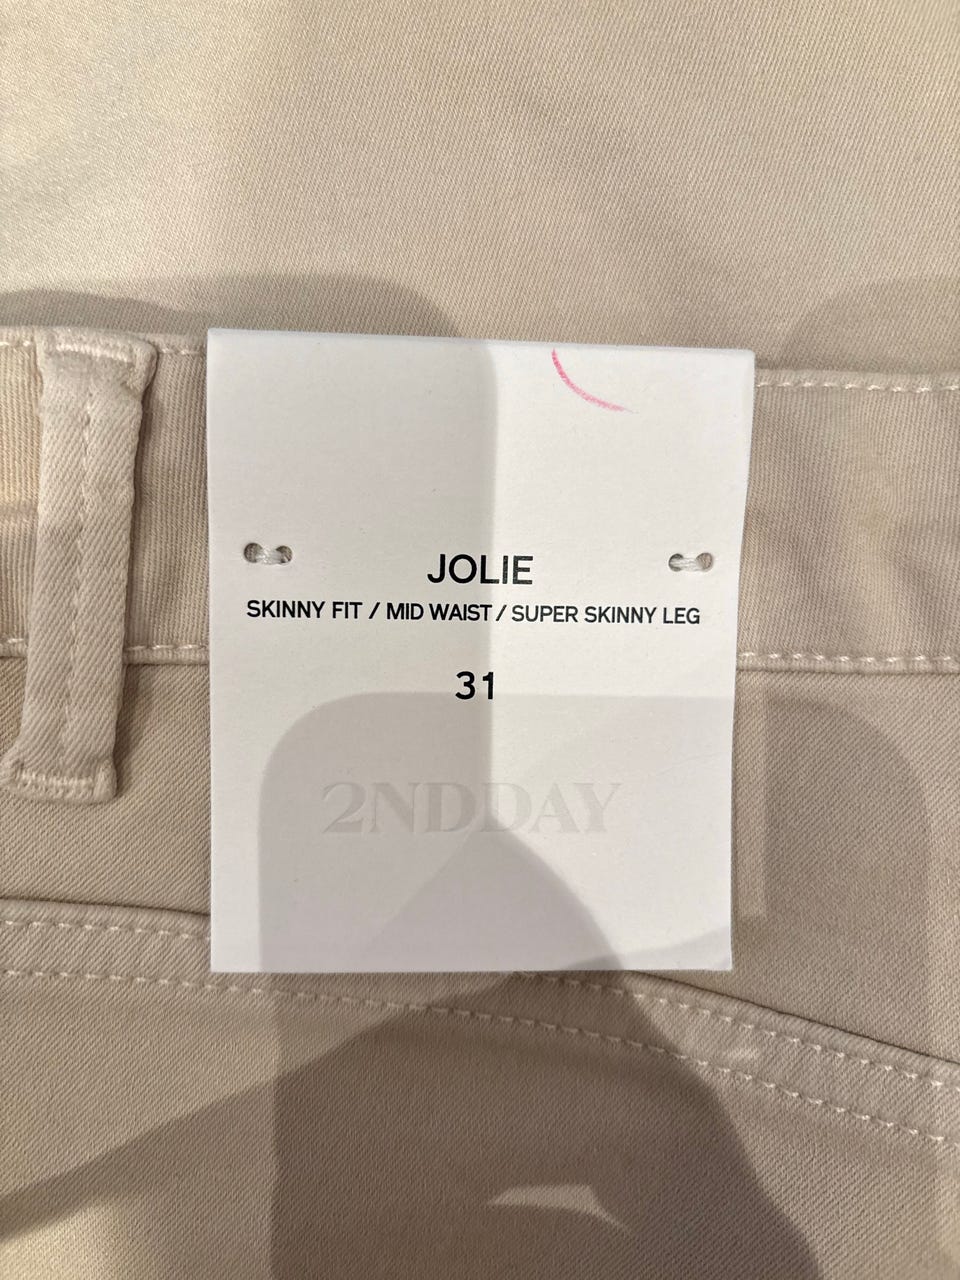 JOLIE
SKINNY FIT / MID WAIST / SUPER SKINNY LEG
31
2NDDAY